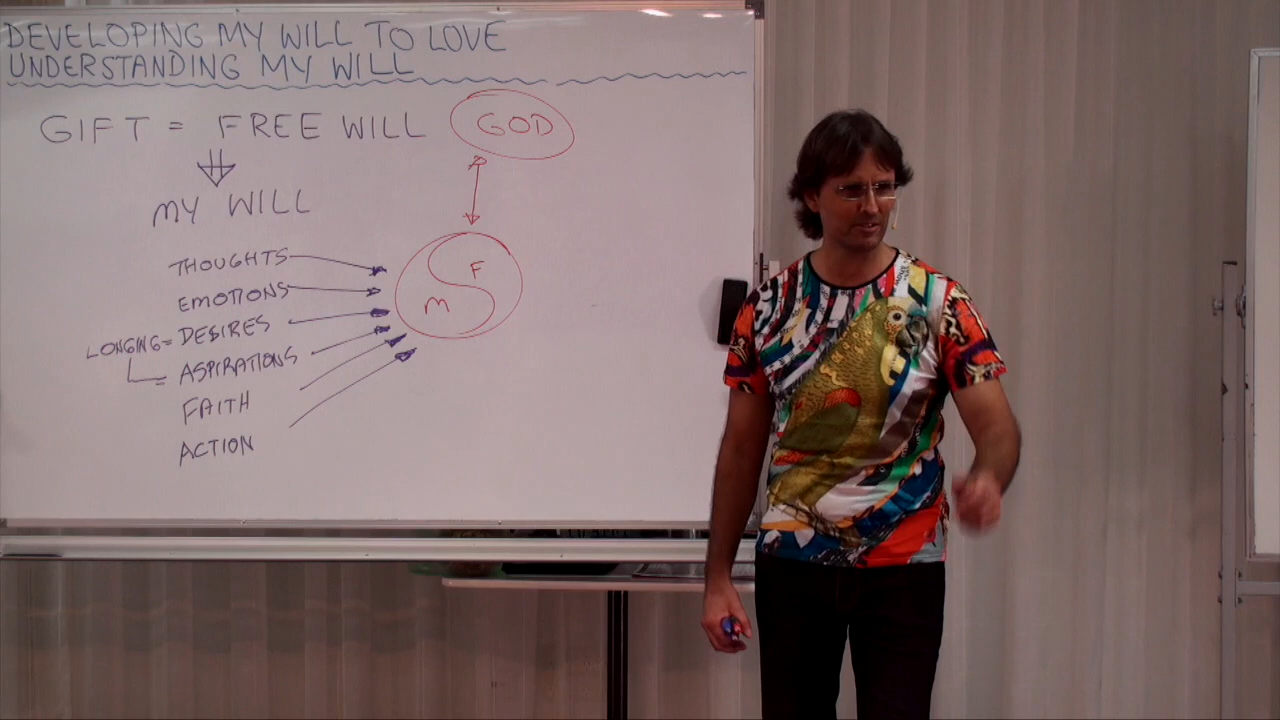 DEVELOPING MY WILL TO LOVE
UNDERSTANDING MY WILL
GIFT = FREE WILL
GOD
MY WILL
THOUGHTS
EMOTIONS
LONGING = DESIRES
= ASPIRATIONS
FAITH
ACTION
F
M